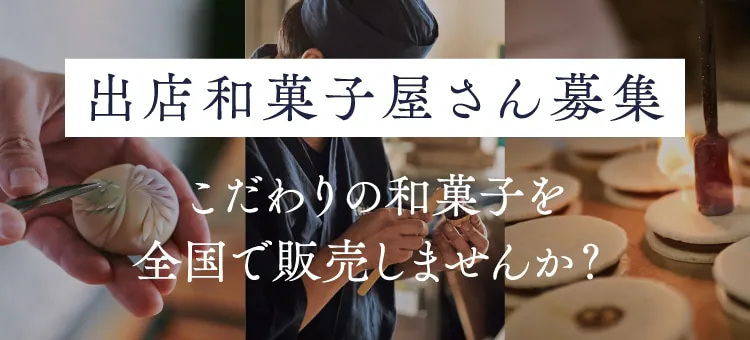 出店和菓子屋さん募集
こだわりの和菓子を
全国で販売しませんか？